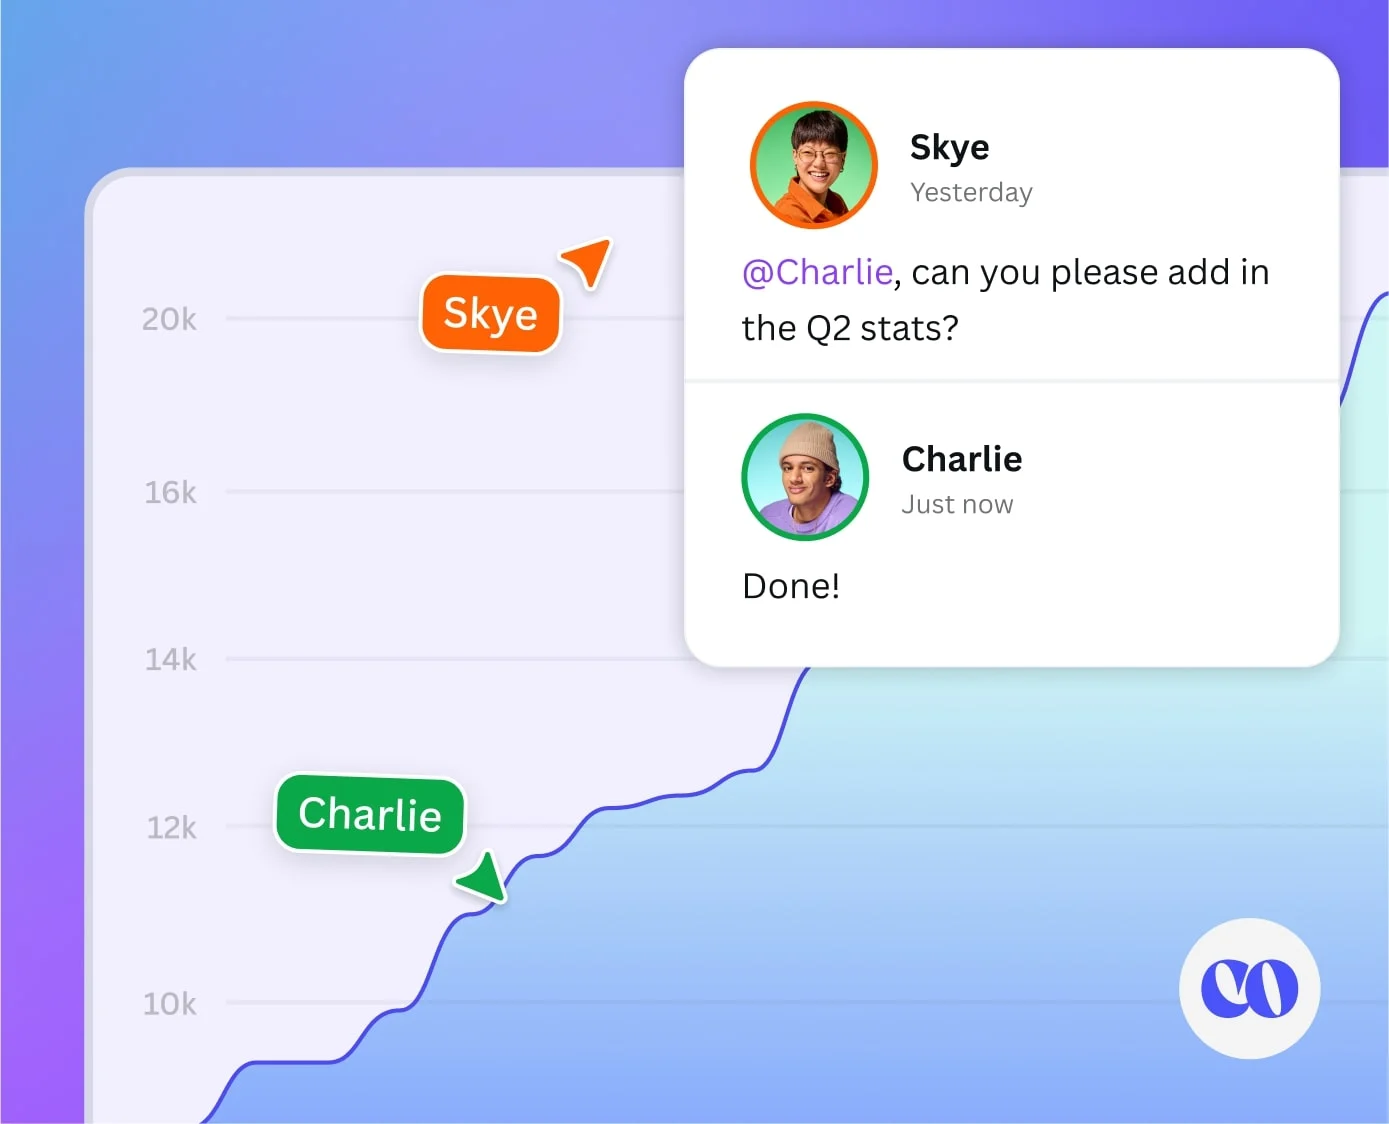 Skye
Yesterday
@Charlie, can you please add in
the Q2 stats?
Charlie
Just now
Done!
20k
Skye
16k
14k
12k
Charlie
10k